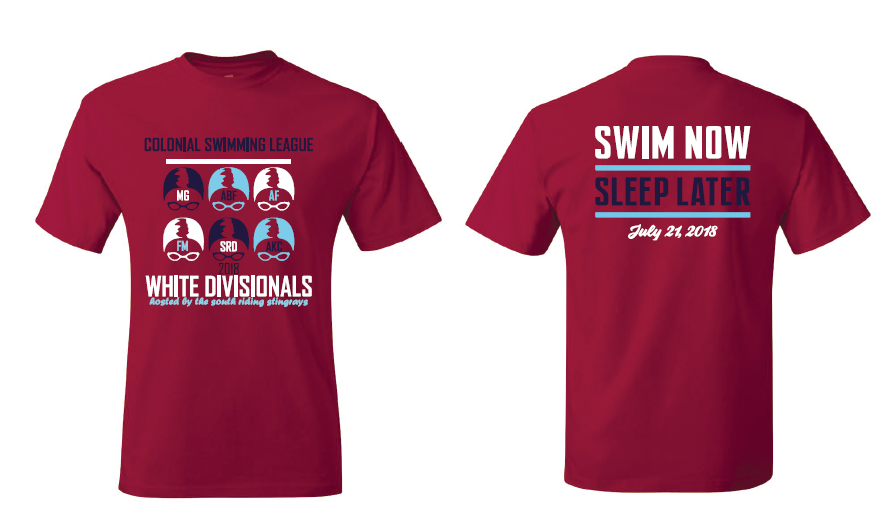 COLONIAL SWIMMING LEAGUE
MG ABF AF
FM SRD AKC
2018
WHITE DIVISIONALS
hosted by the south riding stingrays
SWIM NOW
SLEEP LATER
July 21, 2018